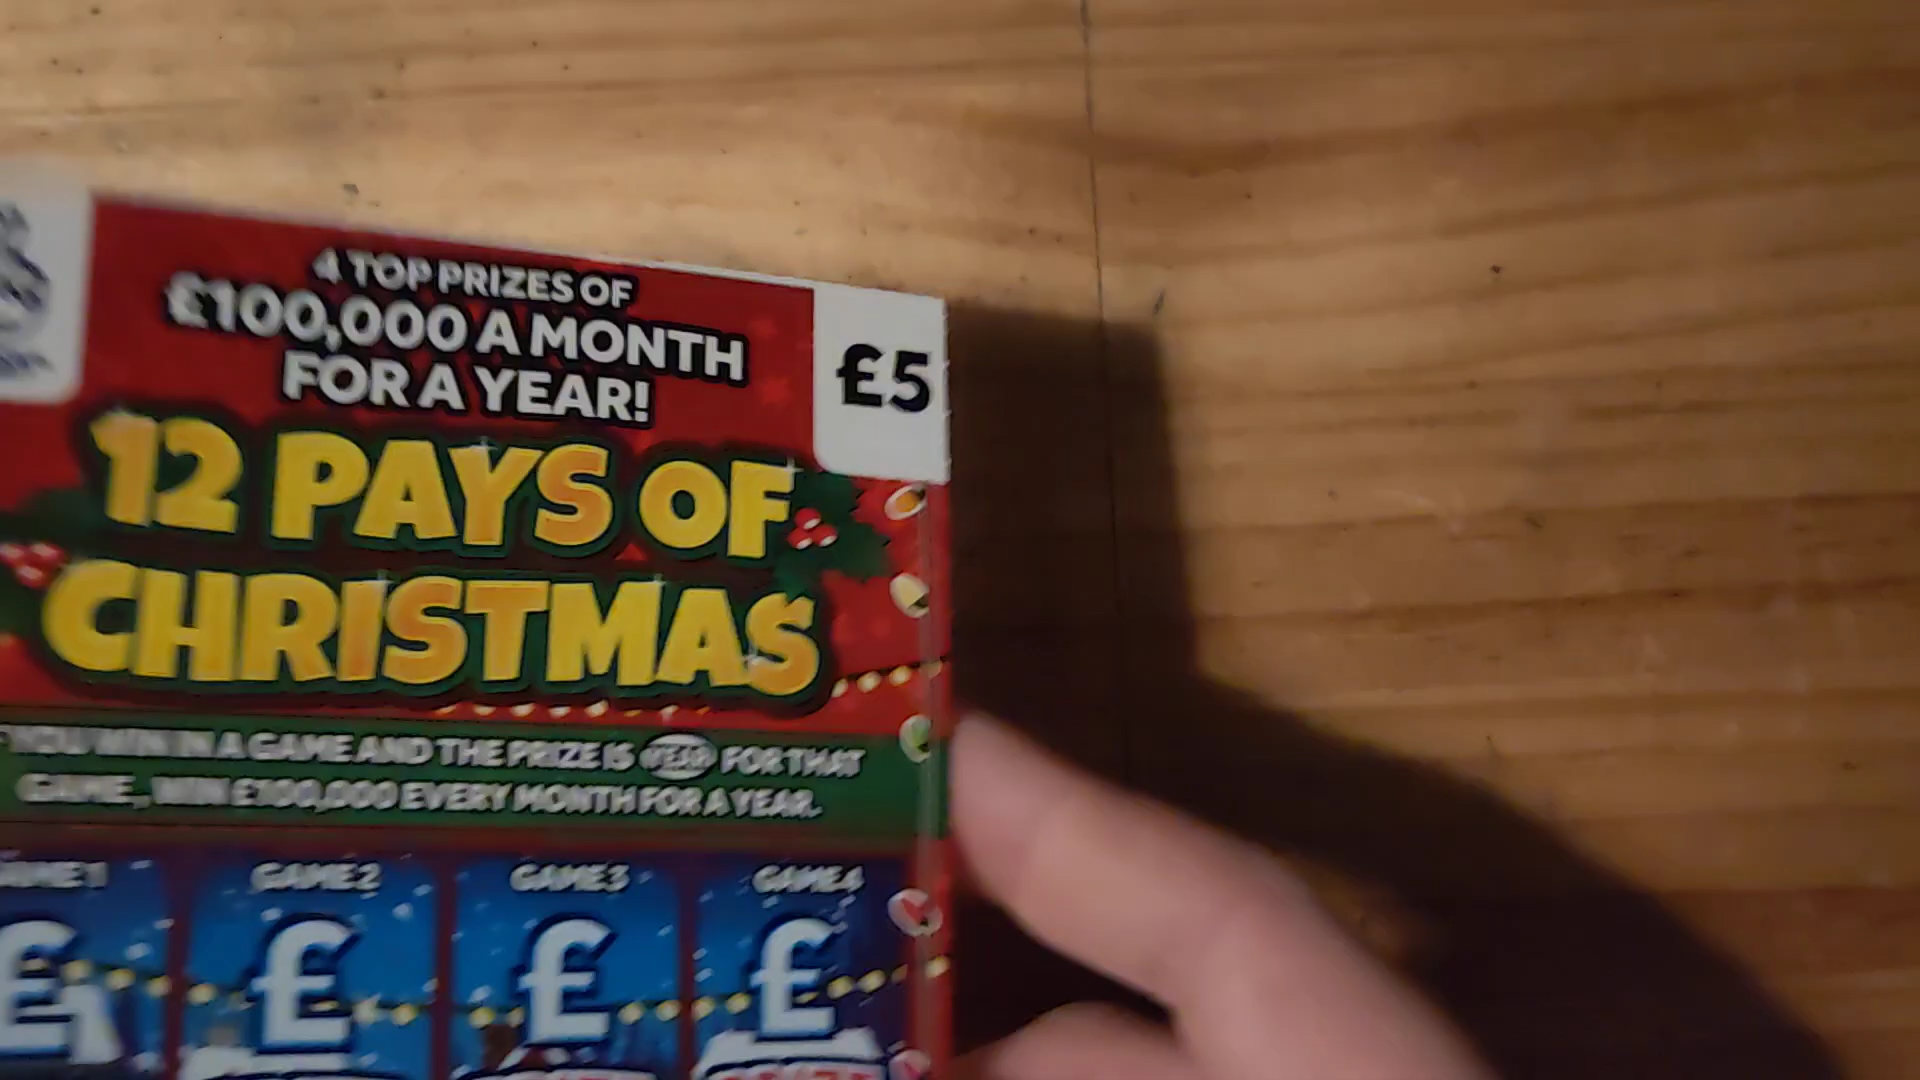 4 TOP PRIZES OF
£100,000 A MONTH
FOR A YEAR!
£5
12 PAYS OF
CHRISTMAS
YOU WIN IN A GAME AND THE PRIZE IS YEAR FOR THAT
GAME, WIN £100,000 EVERY MONTH FOR A YEAR.
GAME 2 GAME 3 GAME 4
£ £ £ £